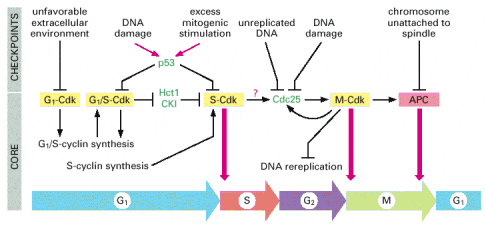 CHECKPOINTS
unfavorable
extracellular
environment
DNA
damage
excess
mitogenic
stimulation
unreplicated
DNA
DNA
damage
chromosome
unattached to
spindle
p53
G1-Cdk
G1/S-Cdk
Hct1
CKI
S-Cdk
?
Cdc25
M-Cdk
APC
CORE
G1/S-cyclin synthesis
S-cyclin synthesis
DNA rereplication
G1
S
G2
M
G1